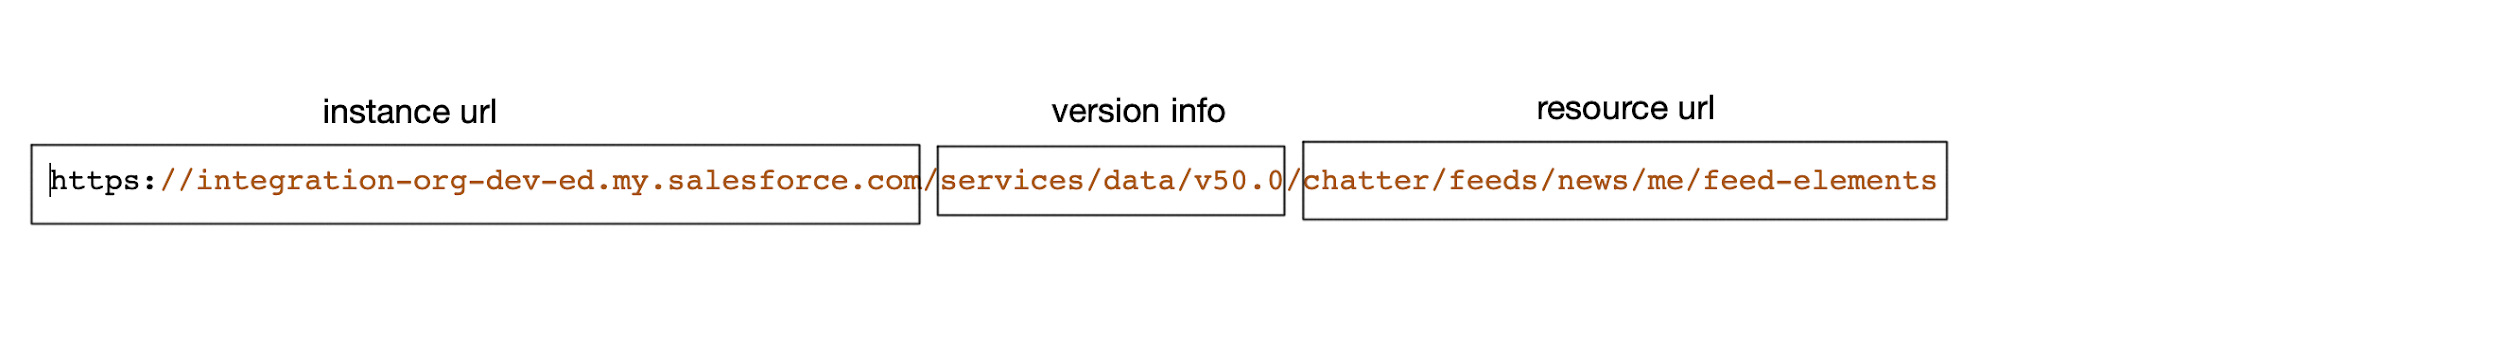 instance url version info resource url
https://integration-org-dev-ed.my.salesforce.com/services/data/v50.0/chatter/feeds/news/me/feed-elements